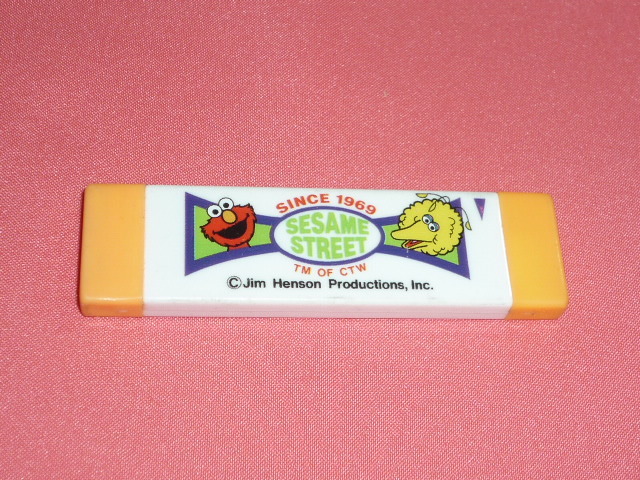 SINCE 1969
SESAME
STREET
TM OF CTW
©Jim Henson Productions, Inc.